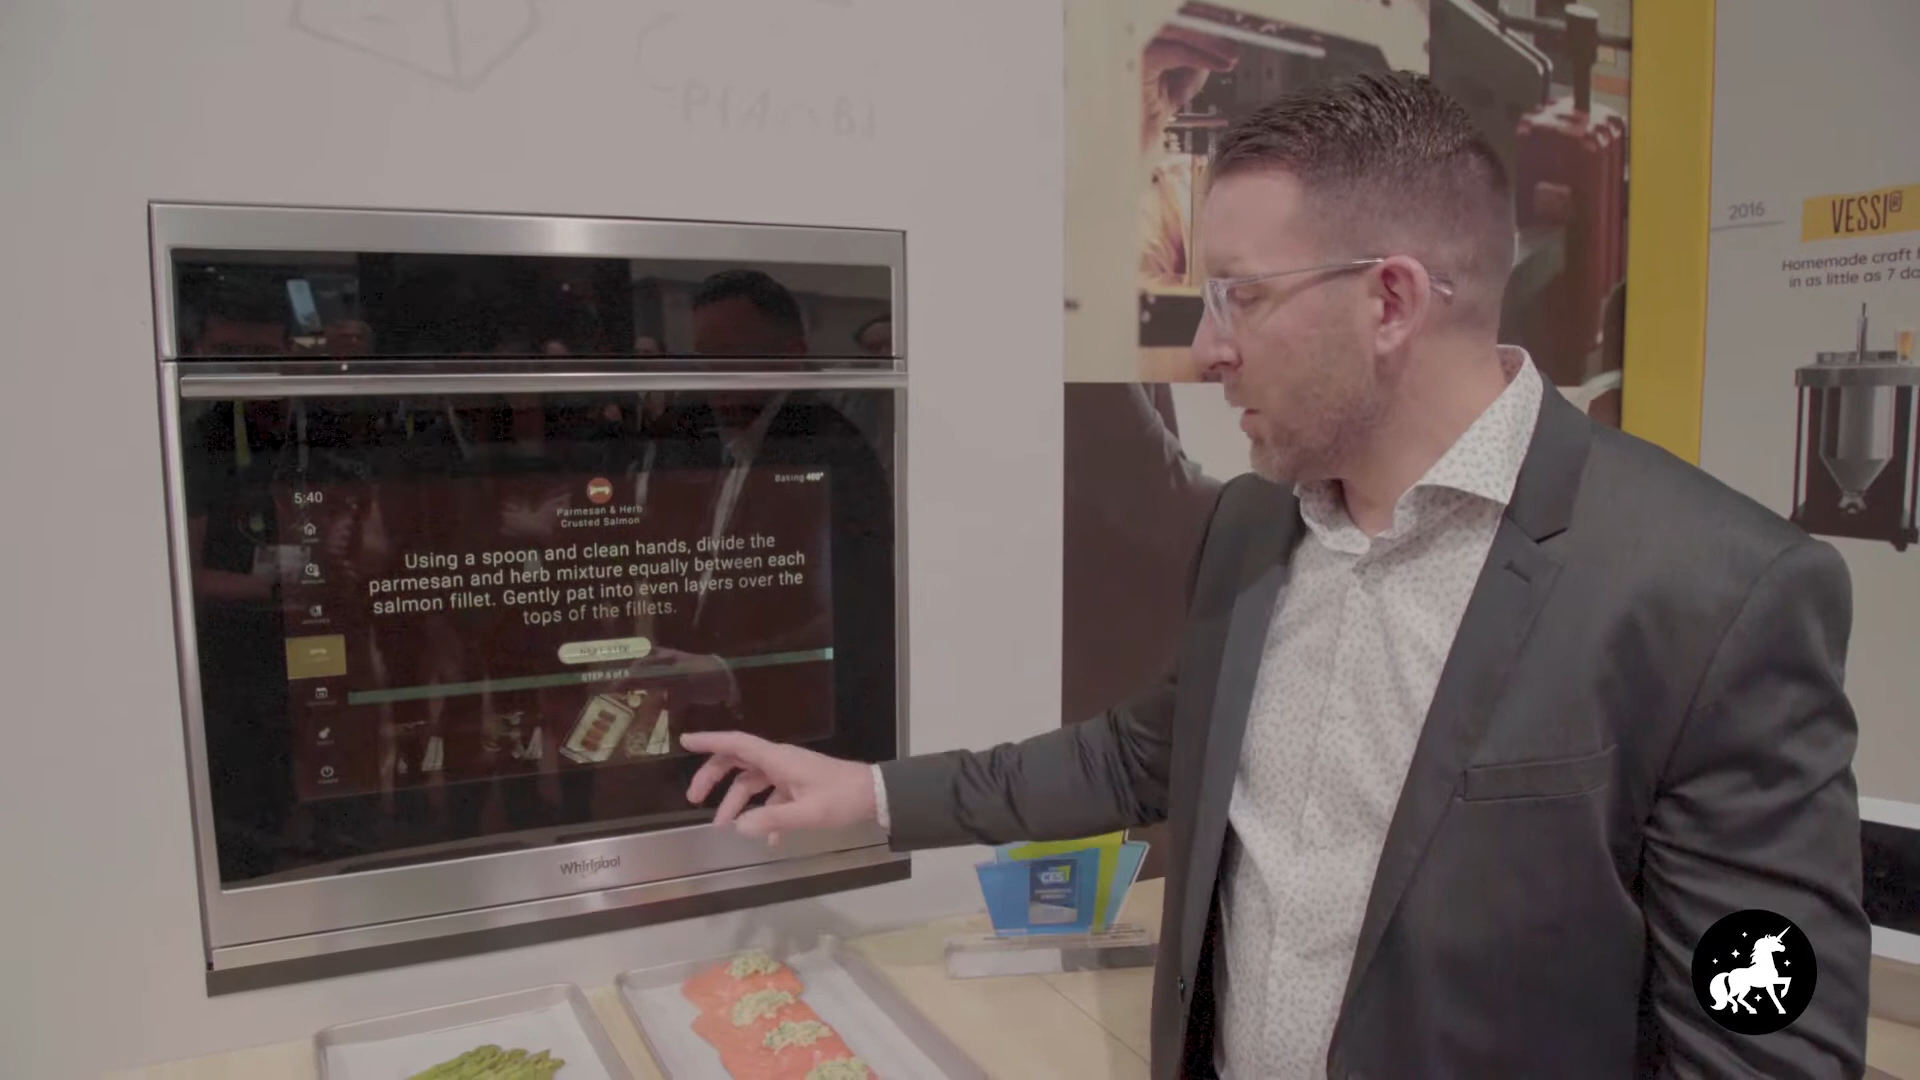 2016
VESSI®
Homemade craft
in as little as 7
5:40
Baking 400°
Parmesan & Herb
Crusted Salmon
Using a spoon and clean hands, divide the
parmesan and herb mixture equally between each
salmon fillet. Gently pat into even layers over the
tops of the fillets.
Whirlpool
CES